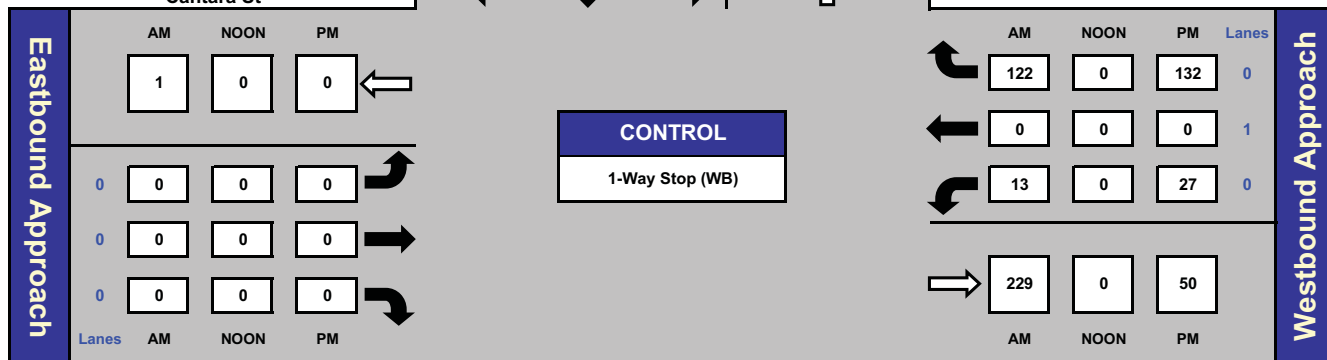 Cantara St
Eastbound Approach
AM NOON PM
1 0 0
0 0 0 0
0 0 0 0
0 0 0 0
Lanes AM NOON PM
CONTROL
1-Way Stop (WB)
AM NOON PM Lanes
122 0 132 0
0 0 0 1
13 0 27 0
229 0 50
AM NOON PM
Westbound Approach